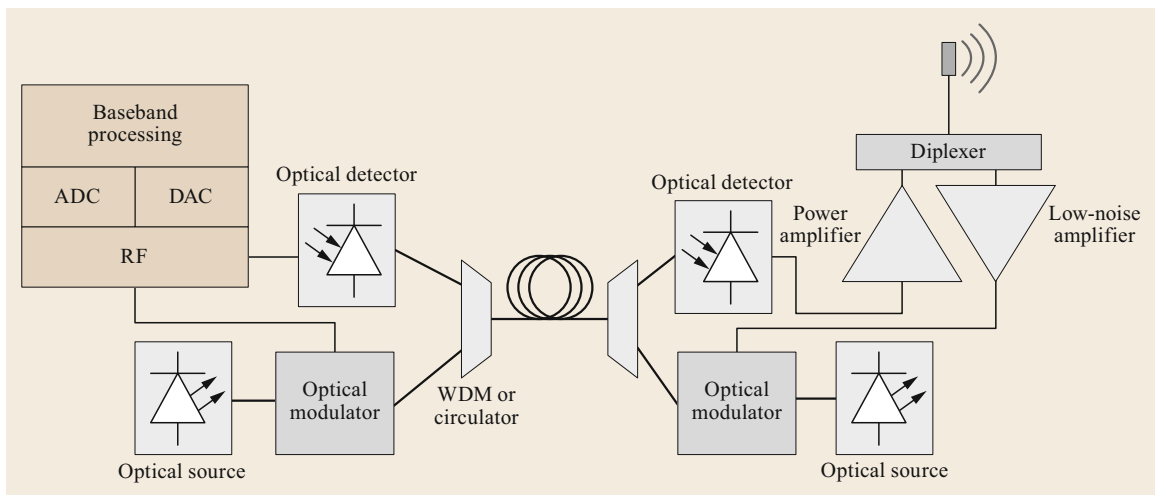 Baseband
processing
ADC
DAC
RF
Optical detector
Optical source
Optical
modulator
WDM or
circulator
Optical detector
Power
amplifier
Diplexer
Low-noise
amplifier
Optical
modulator
Optical source